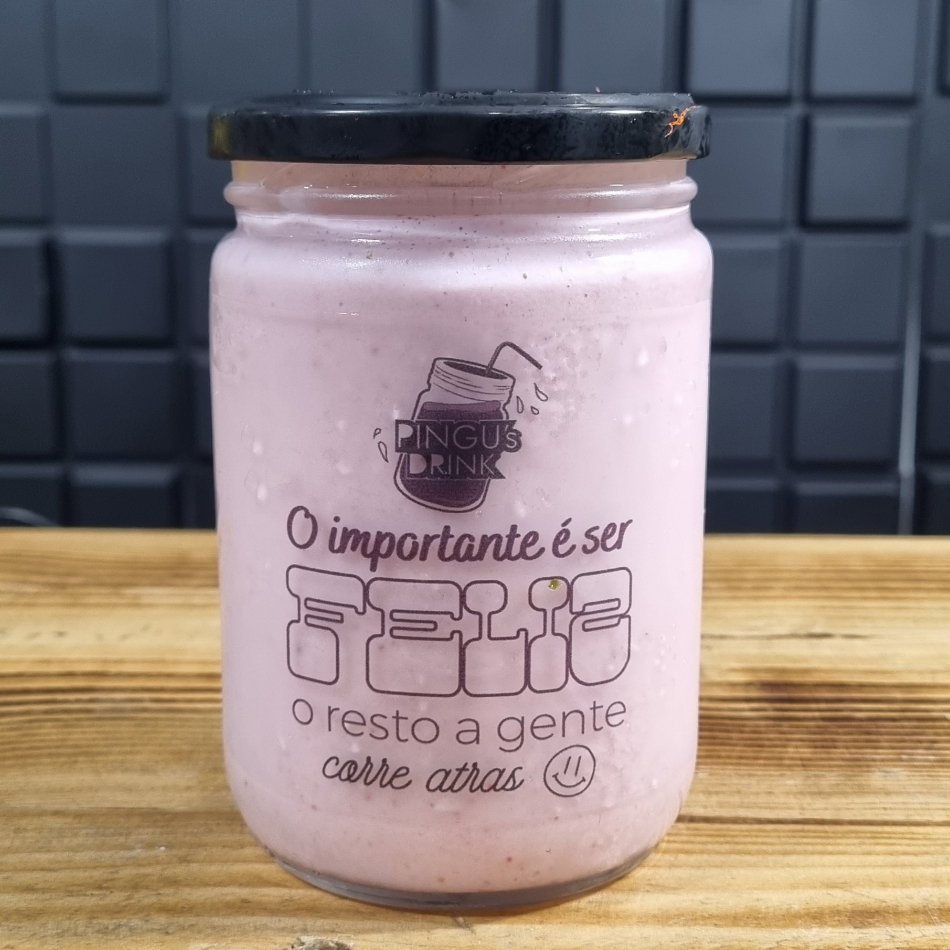 PINGU's
DRINK
O importante é ser
FELIZ
o resto a gente
corre atras